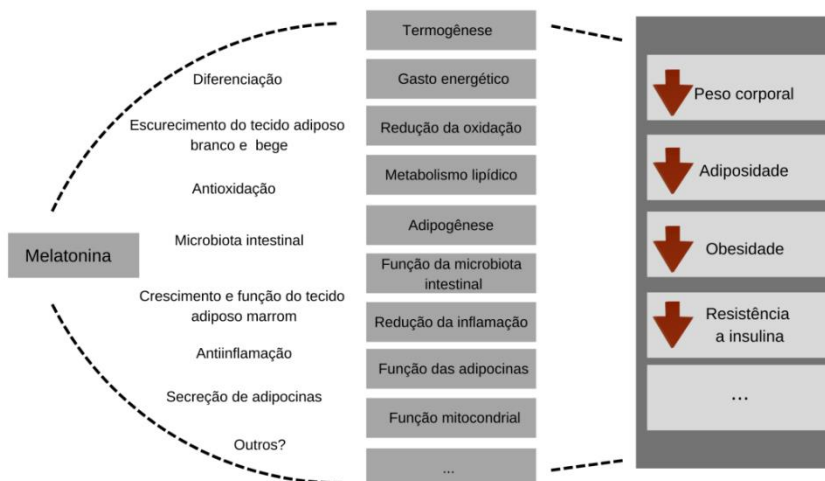 Melatonina
Diferenciação
Escurecimento do tecido adiposo
branco e bege
Antioxidação
Microbiota intestinal
Crescimento e função do tecido
adiposo marrom
Antiinflamação
Secreção de adipocinas
Outros?
Termogênese
Gasto energético
Redução da oxidação
Metabolismo lipídico
Adipogênese
Função da microbiota
intestinal
Redução da inflamação
Função das adipocinas
Função mitocondrial
...
Peso corporal
Adiposidade
Obesidade
Resistência
a insulina
...